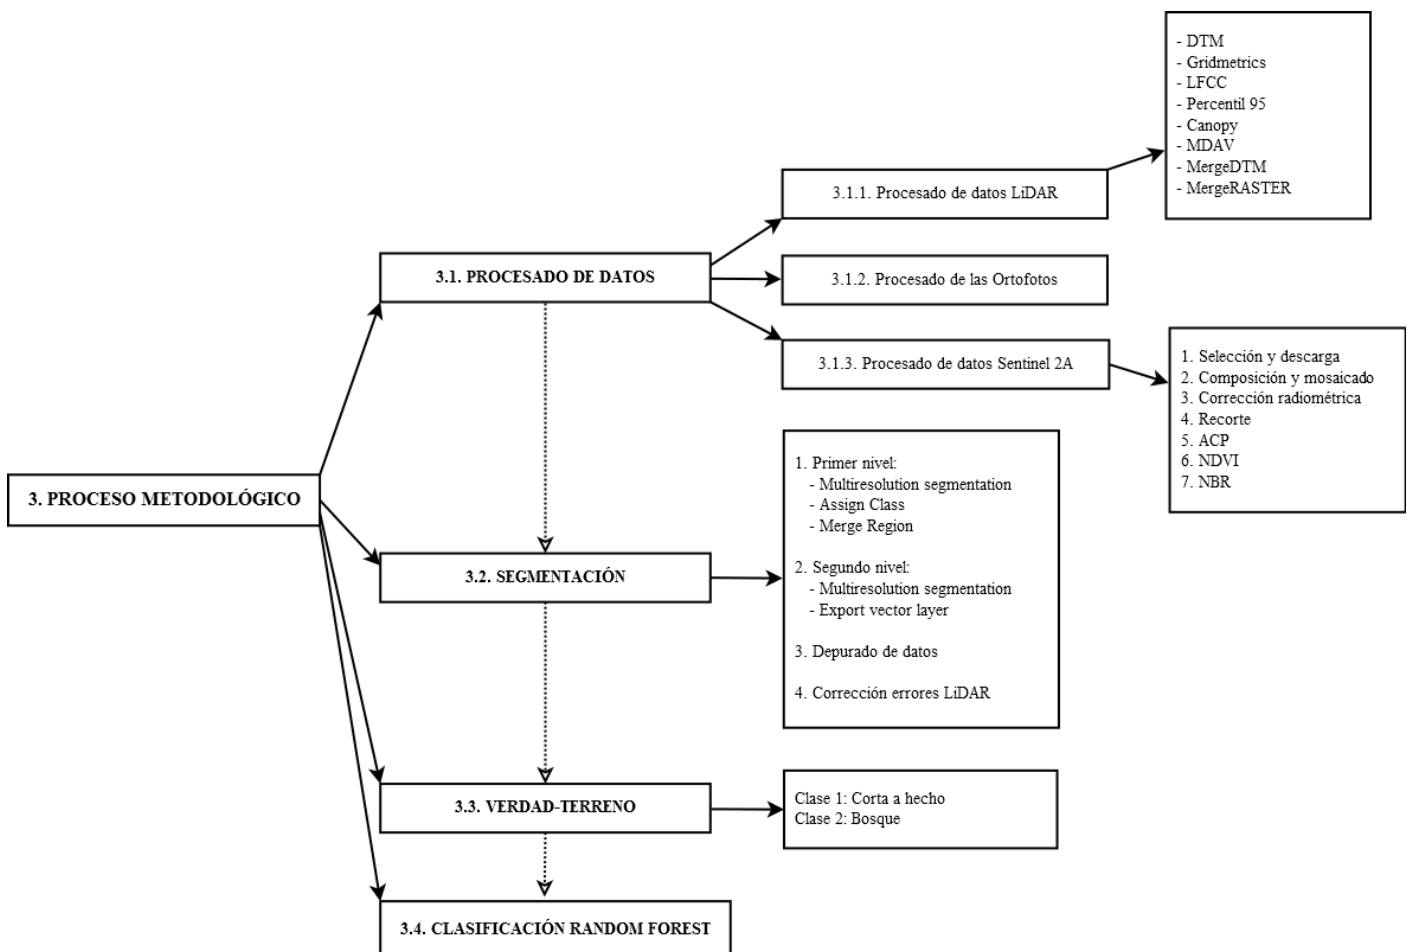 3. PROCESO METODOLÓGICO
3.1. PROCESADO DE DATOS
3.1.1. Procesado de datos LiDAR
- DTM
- Gridmetrics
- LFCC
- Percentil 95
- Canopy
- MDAV
- MergeDTM
- MergeRASTER
3.1.2. Procesado de las Ortofotos
3.1.3. Procesado de datos Sentinel 2A
1. Selección y descarga
2. Composición y mosaicado
3. Corrección radiométrica
4. Recorte
5. ACP
6. NDVI
7. NBR
3.2. SEGMENTACIÓN
1. Primer nivel:
- Multiresolution segmentation
- Assign Class
- Merge Region
2. Segundo nivel:
- Multiresolution segmentation
- Export vector layer
3. Depurado de datos
4. Corrección errores LiDAR
3.3. VERDAD-TERRENO
Clase 1: Corta a hecho
Clase 2: Bosque
3.4. CLASIFICACIÓN RANDOM FOREST